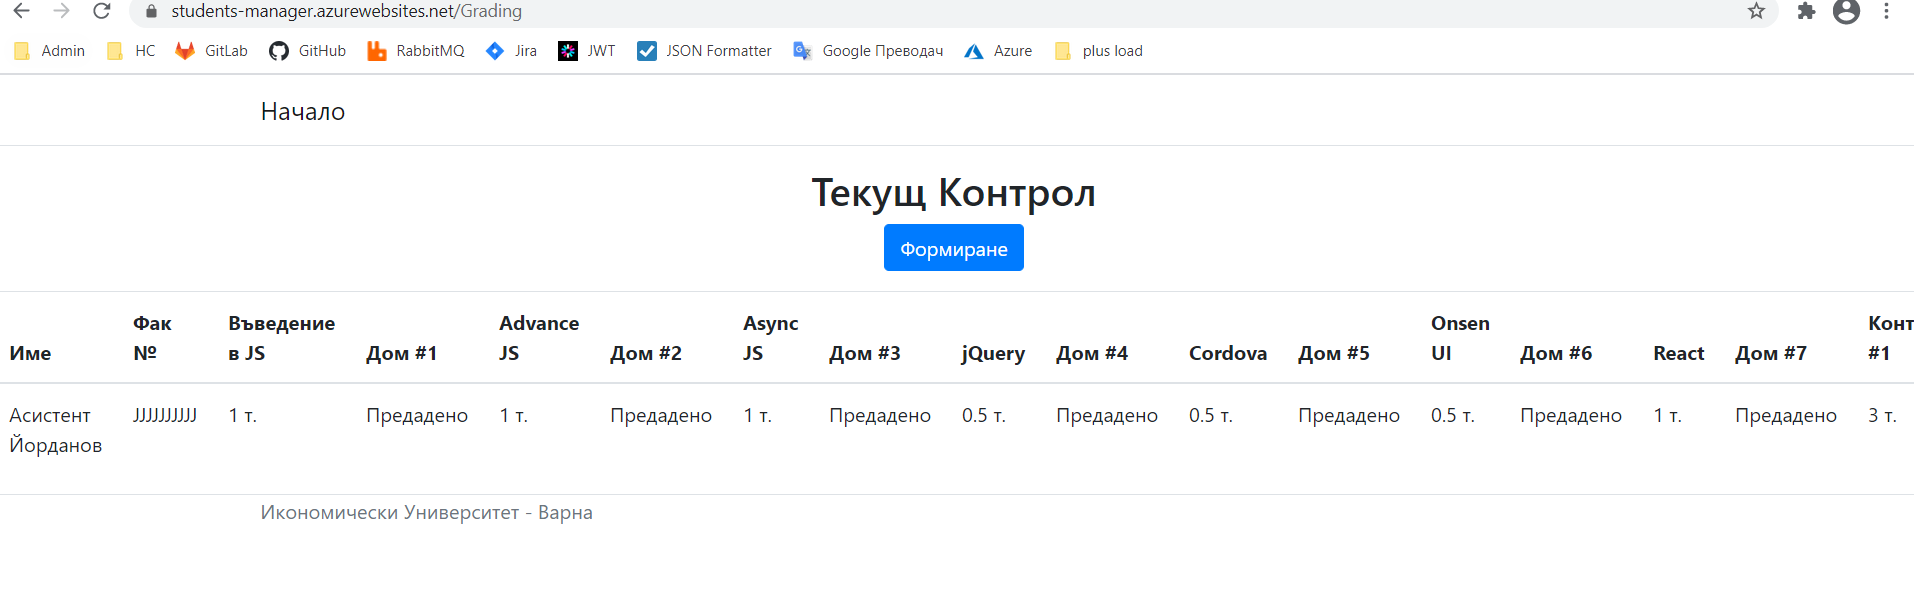 students-manager.azurewebsites.net/Grading
Admin HC GitLab GitHub RabbitMQ Jira JWT JSON Formatter Google Преводач Azure plus load
Начало
Текущ Контрол
Формиране
Име Фак № Въведение в JS Дом #1 Advance JS Дом #2 Async JS Дом #3 jQuery Дом #4 Cordova Дом #5 Onsen UI Дом #6 React Дом #7 Конт #1
Асистент Йорданов JJJJJJJJJJ 1 т. Предадено 1 т. Предадено 1 т. Предадено 0.5 т. Предадено 0.5 т. Предадено 0.5 т. Предадено 1 т. Предадено 3 т.
Икономически Университет - Варна